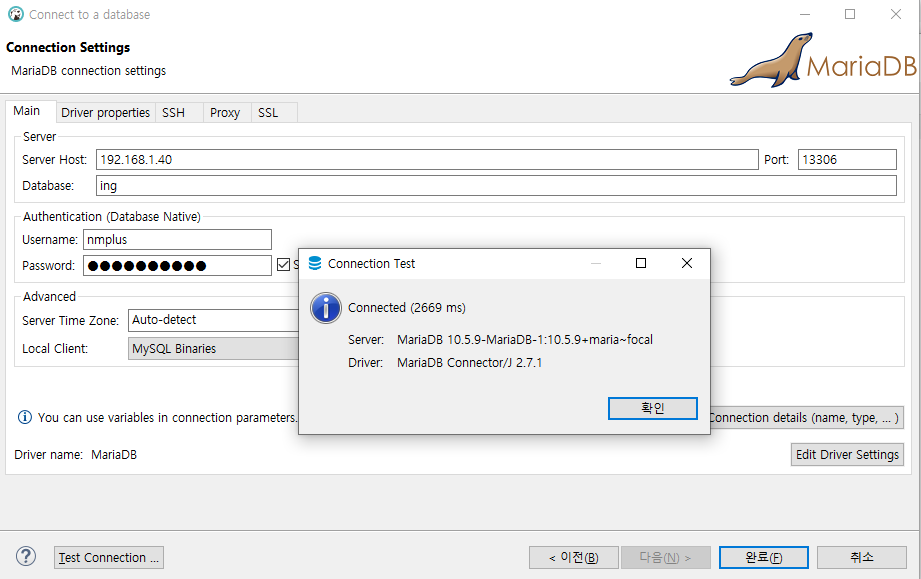 Connect to a database
Connection Settings
MariaDB connection settings
MariaDB
Main Driver properties SSH Proxy SSL
Server
Server Host: 192.168.1.40 Port: 13306
Database: ing
Authentication (Database Native)
Username: nmplus
Password: ●●●●●●●●●● S
Advanced
Server Time Zone: Auto-detect
Local Client: MySQL Binaries
Connection Test
Connected (2669 ms)
Server: MariaDB 10.5.9-MariaDB-1:10.5.9+maria~focal
Driver: MariaDB Connector/J 2.7.1
확인
You can use variables in connection parameters. Connection details (name, type, ... )
Driver name: MariaDB Edit Driver Settings
Test Connection ... < 이전(B) 다음(N) > 완료(F) 취소